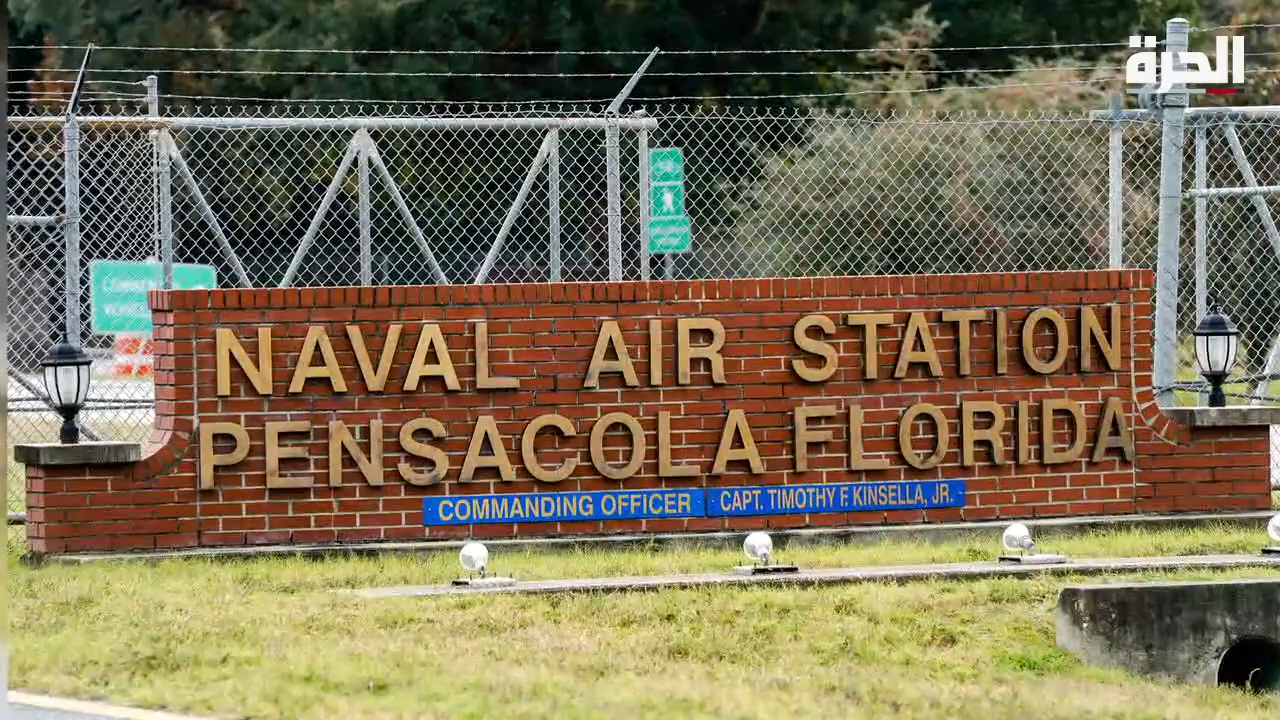 الحرة
NAVAL AIR STATION
PENSACOLA FLORIDA
COMMANDING OFFICER CAPT. TIMOTHY F. KINSELLA, JR.